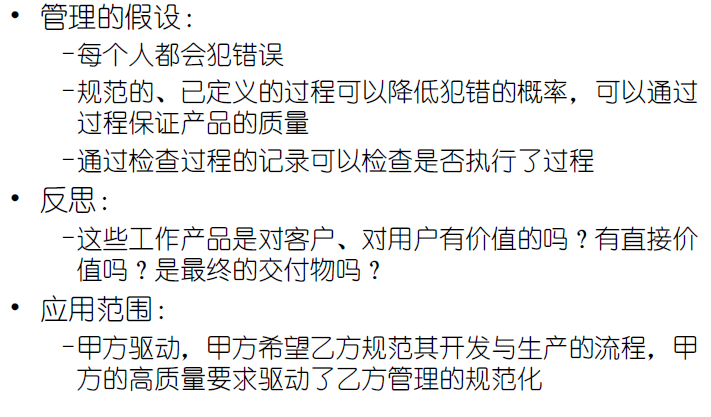 • 管理的假设:
–每个人都会犯错误
–规范的、已定义的过程可以降低犯错的概率, 可以通过
过程保证产品的质量
–通过检查过程的记录可以检查是否执行了过程
• 反思:
–这些工作产品是对客户、对用户有价值的吗?有直接价
值吗?是最终的交付物吗?
• 应用范围:
–甲方驱动, 甲方希望乙方规范其开发与生产的流程, 甲
方的高质量要求驱动了乙方管理的规范化